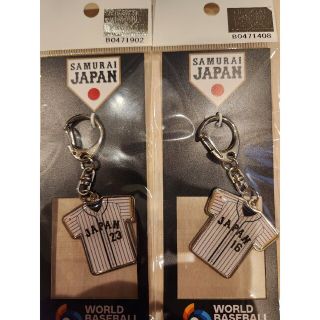 B0471902
SAMURAI
JAPAN
JAPAN
23
WORLD
BASEBALL
B0471408
SAMURAI
JAPAN
JAPAN
16
WORLD
BASEBALL